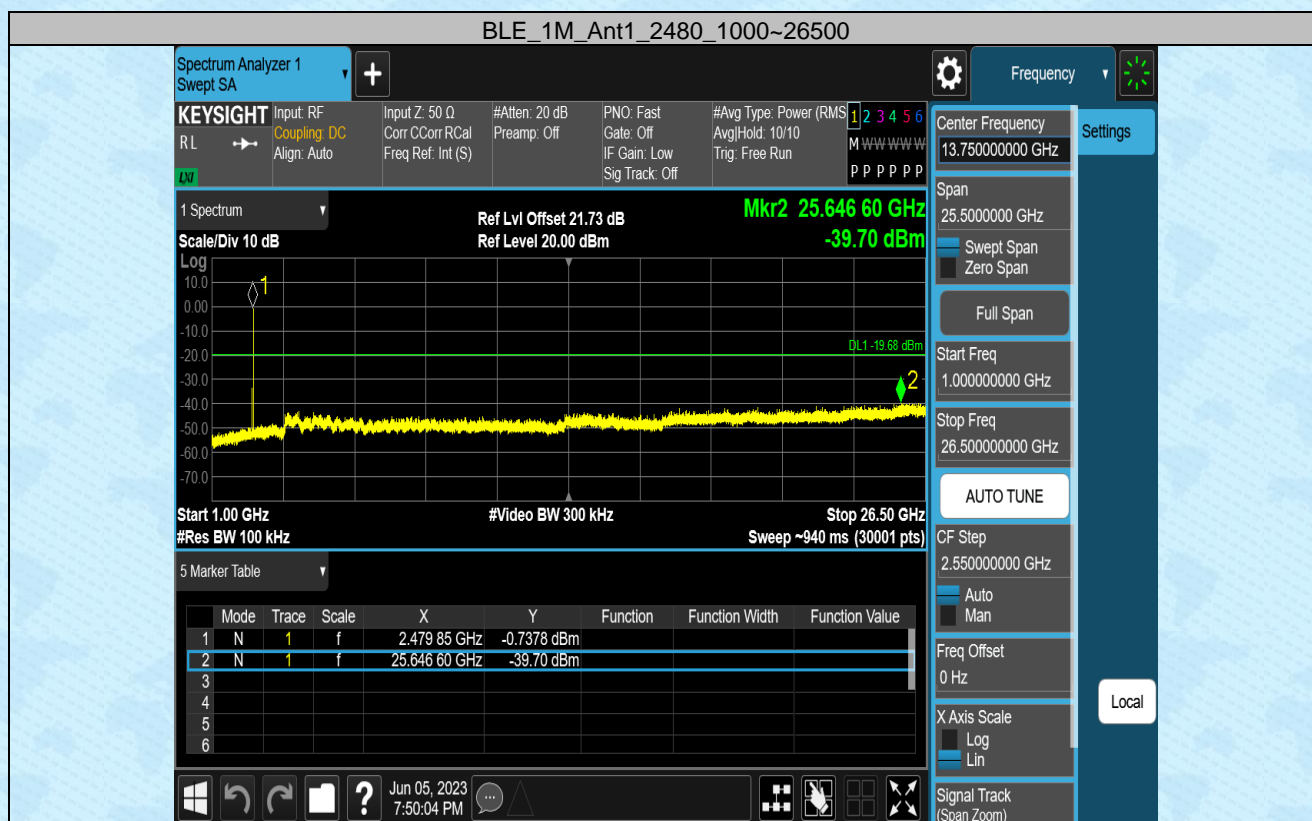 BLE_1M_Ant1_2480_1000~26500
Spectrum Analyzer 1
Swept SA
Frequency
KEYSIGHT
R L
LXI
Input: RF
Coupling: DC
Align: Auto
Input Z: 50 Ω
Corr CCorr RCal
Freq Ref: Int (S)
#Atten: 20 dB
Preamp: Off
PNO: Fast
Gate: Off
IF Gain: Low
Sig Track: Off
#Avg Type: Power (RMS
Avg|Hold: 10/10
Trig: Free Run
1 2 3 4 5 6
M W W W W W
P P P P P P
1 Spectrum
Scale/Div 10 dB
Ref Lvl Offset 21.73 dB
Ref Level 20.00 dBm
Mkr2 25.646 60 GHz
-39.70 dBm
Log
10.0
0.00
-10.0
-20.0
-30.0
-40.0
-50.0
-60.0
-70.0
1
DL1 -19.68 dBm
2
Start 1.00 GHz
#Video BW 300 kHz
Stop 26.50 GHz
#Res BW 100 kHz
Sweep ~940 ms (30001 pts)
5 Marker Table
Mode Trace Scale X Y Function Function Width Function Value
1 N 1 f 2.479 85 GHz -0.7378 dBm
2 N 1 f 25.646 60 GHz -39.70 dBm
3
4
5
6
Jun 05, 2023
7:50:04 PM
?
Center Frequency
13.750000000 GHz
Settings
Span
25.5000000 GHz
Swept Span
Zero Span
Full Span
Start Freq
1.000000000 GHz
Stop Freq
26.500000000 GHz
AUTO TUNE
CF Step
2.550000000 GHz
Auto
Man
Freq Offset
0 Hz
X Axis Scale
Log
Lin
Local
Signal Track
(Span Zoom)